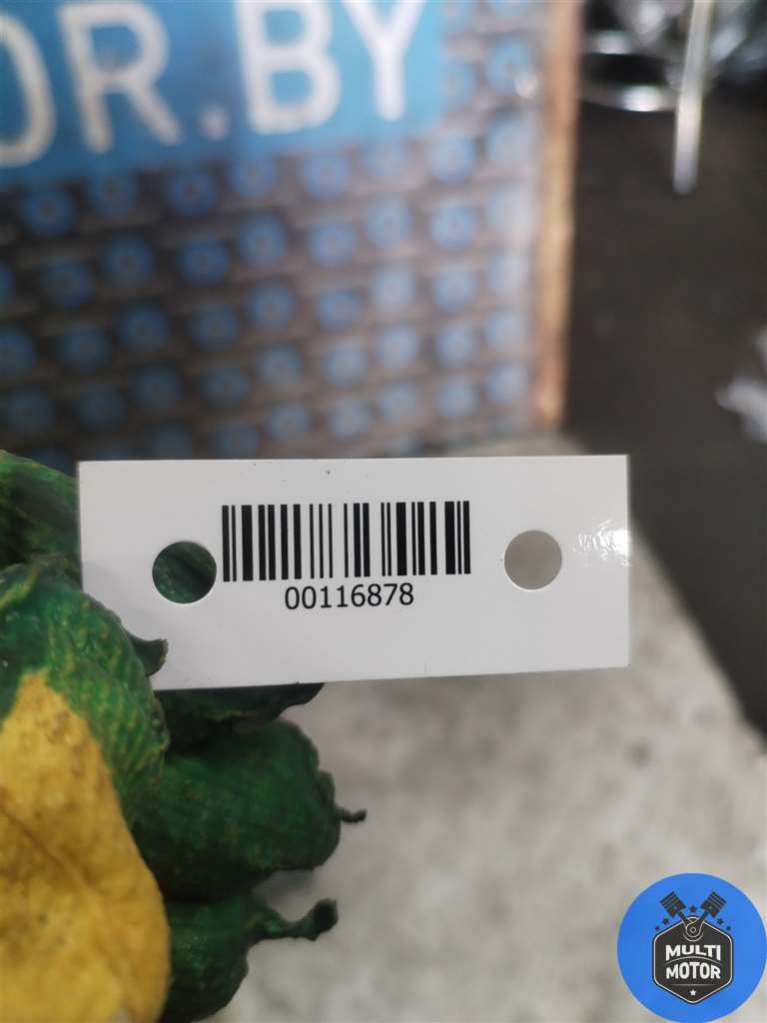 OR.BY
00116878
MULTI
MOTOR